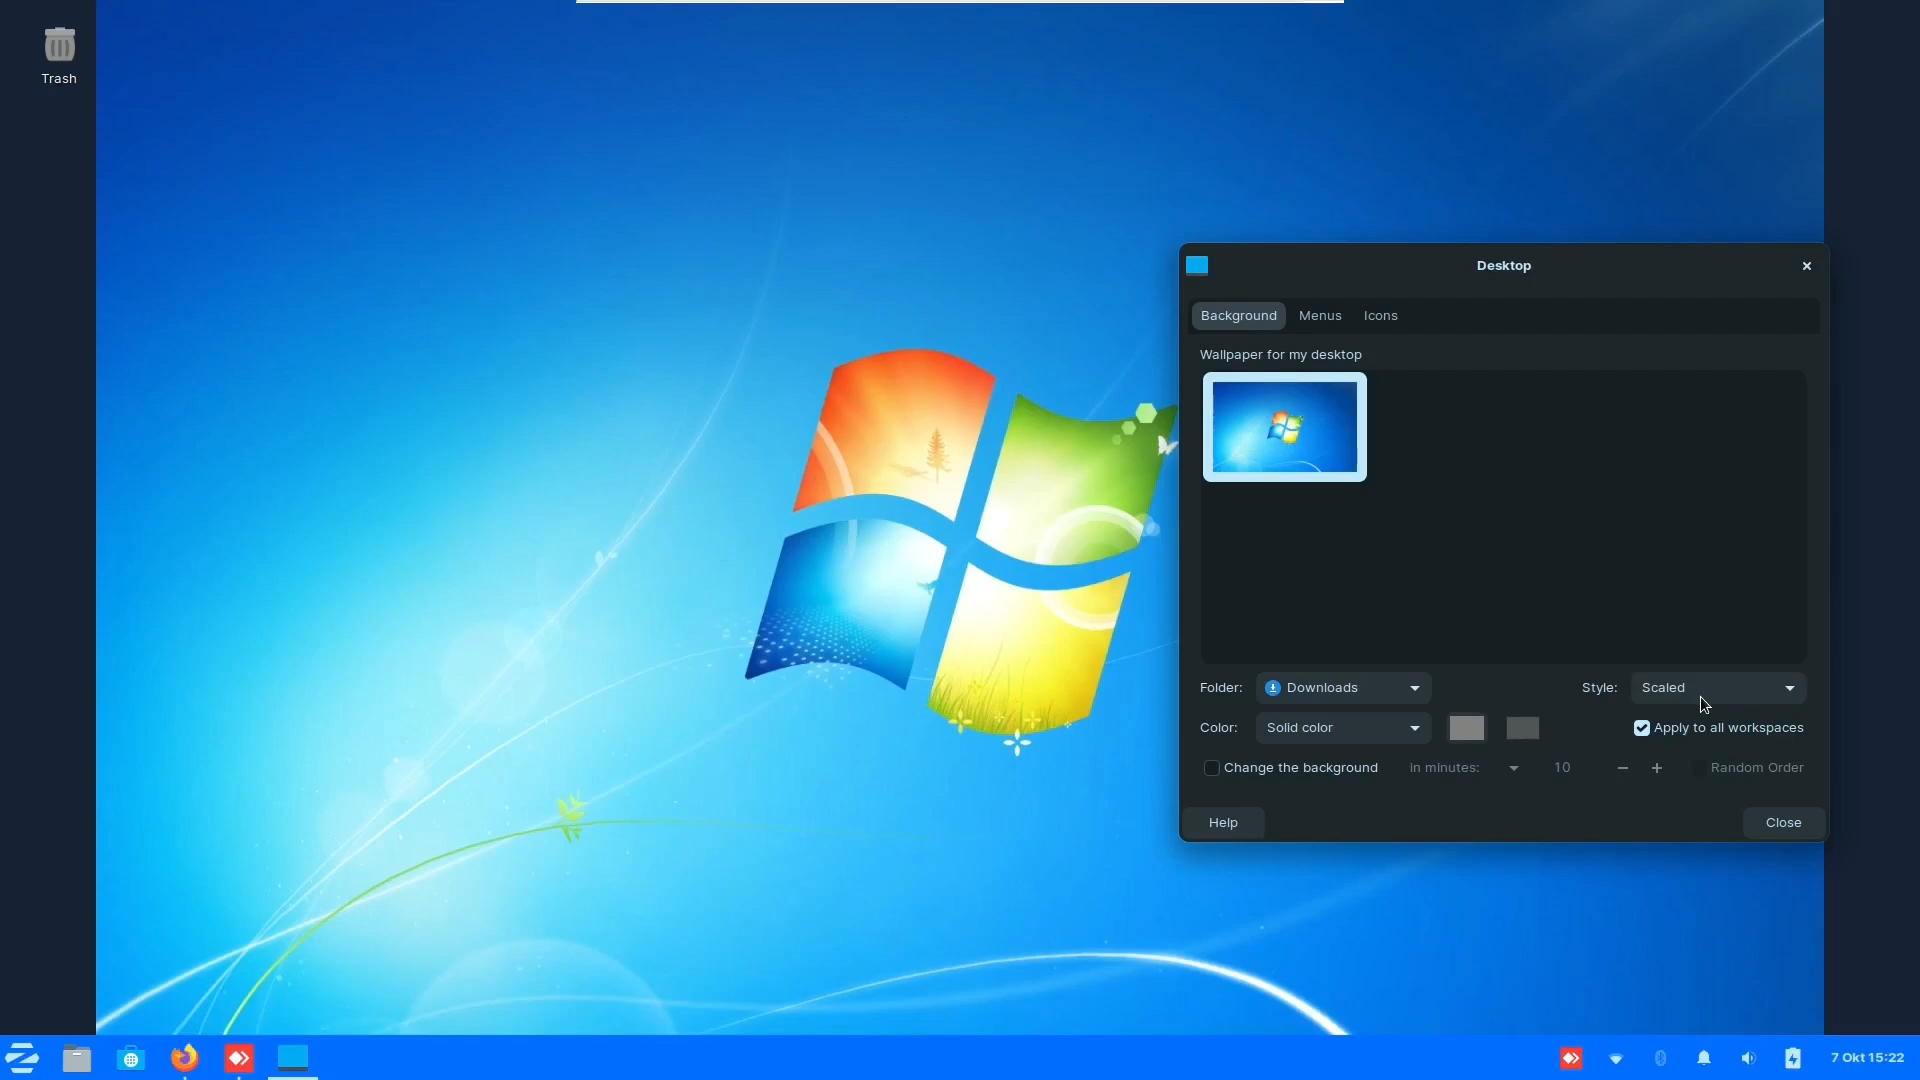 Trash
Desktop
Background Menus Icons
Wallpaper for my desktop
Folder: Downloads Style: Scaled
Color: Solid color Apply to all workspaces
Change the background in minutes: 10 Random Order
Help Close
7 Okt 15:22